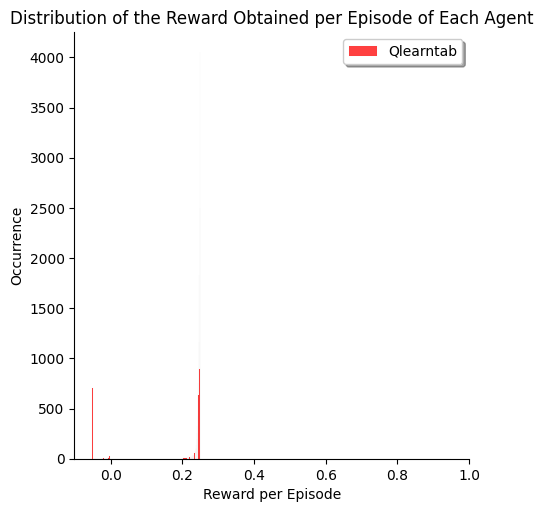 Distribution of the Reward Obtained per Episode of Each Agent
Qlearntab
4000
3500
3000
2500
2000
1500
1000
500
0
Occurrence
0.0 0.2 0.4 0.6 0.8 1.0
Reward per Episode